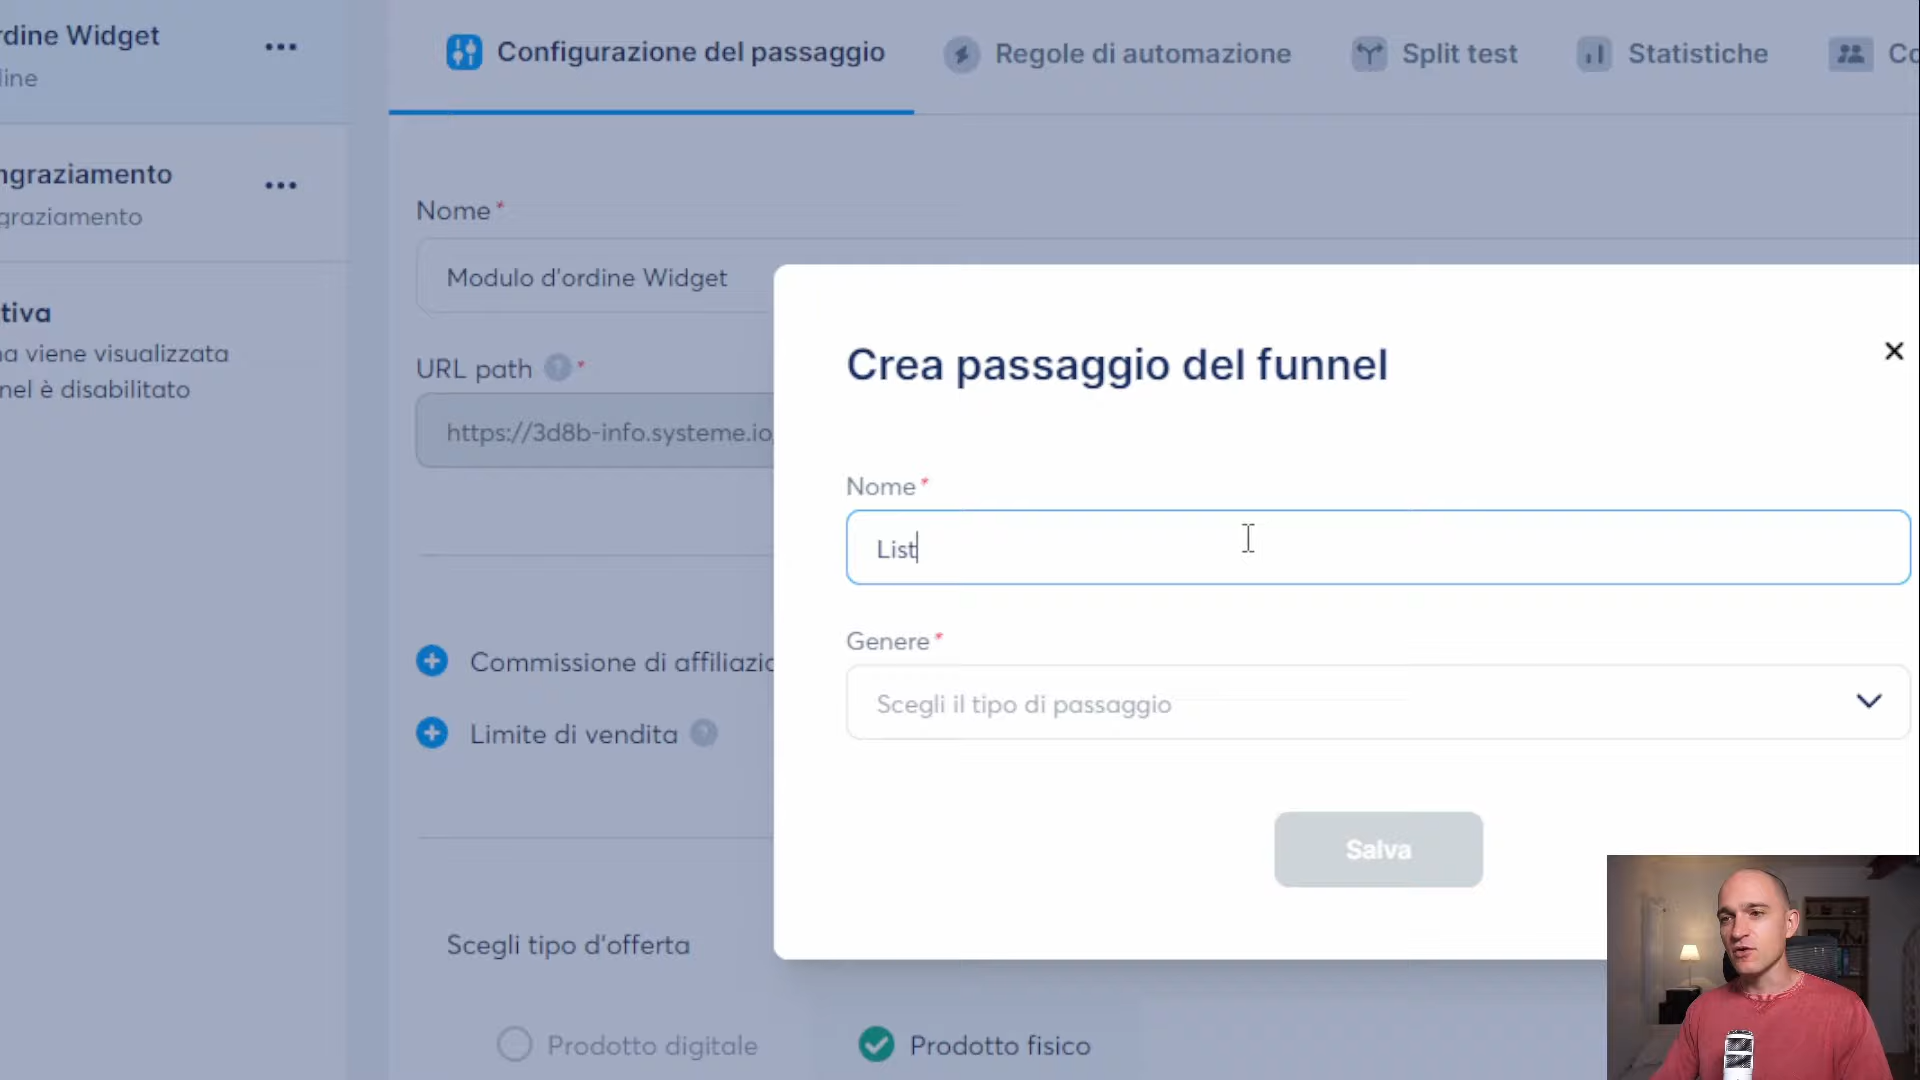 rdine Widget
line
ngraziamento
graziamento
tiva
na viene visualizzata
nel è disabilitato
Configurazione del passaggio
Regole di automazione
Split test
Statistiche
Co
Nome*
Modulo d'ordine Widget
URL path ? *
https://3d8b-info.systeme.io/
Commissione di affiliazio
Limite di vendita ?
Scegli tipo d'offerta
Prodotto digitale
Prodotto fisico
Crea passaggio del funnel
Nome*
List
Genere*
Scegli il tipo di passaggio
Salva